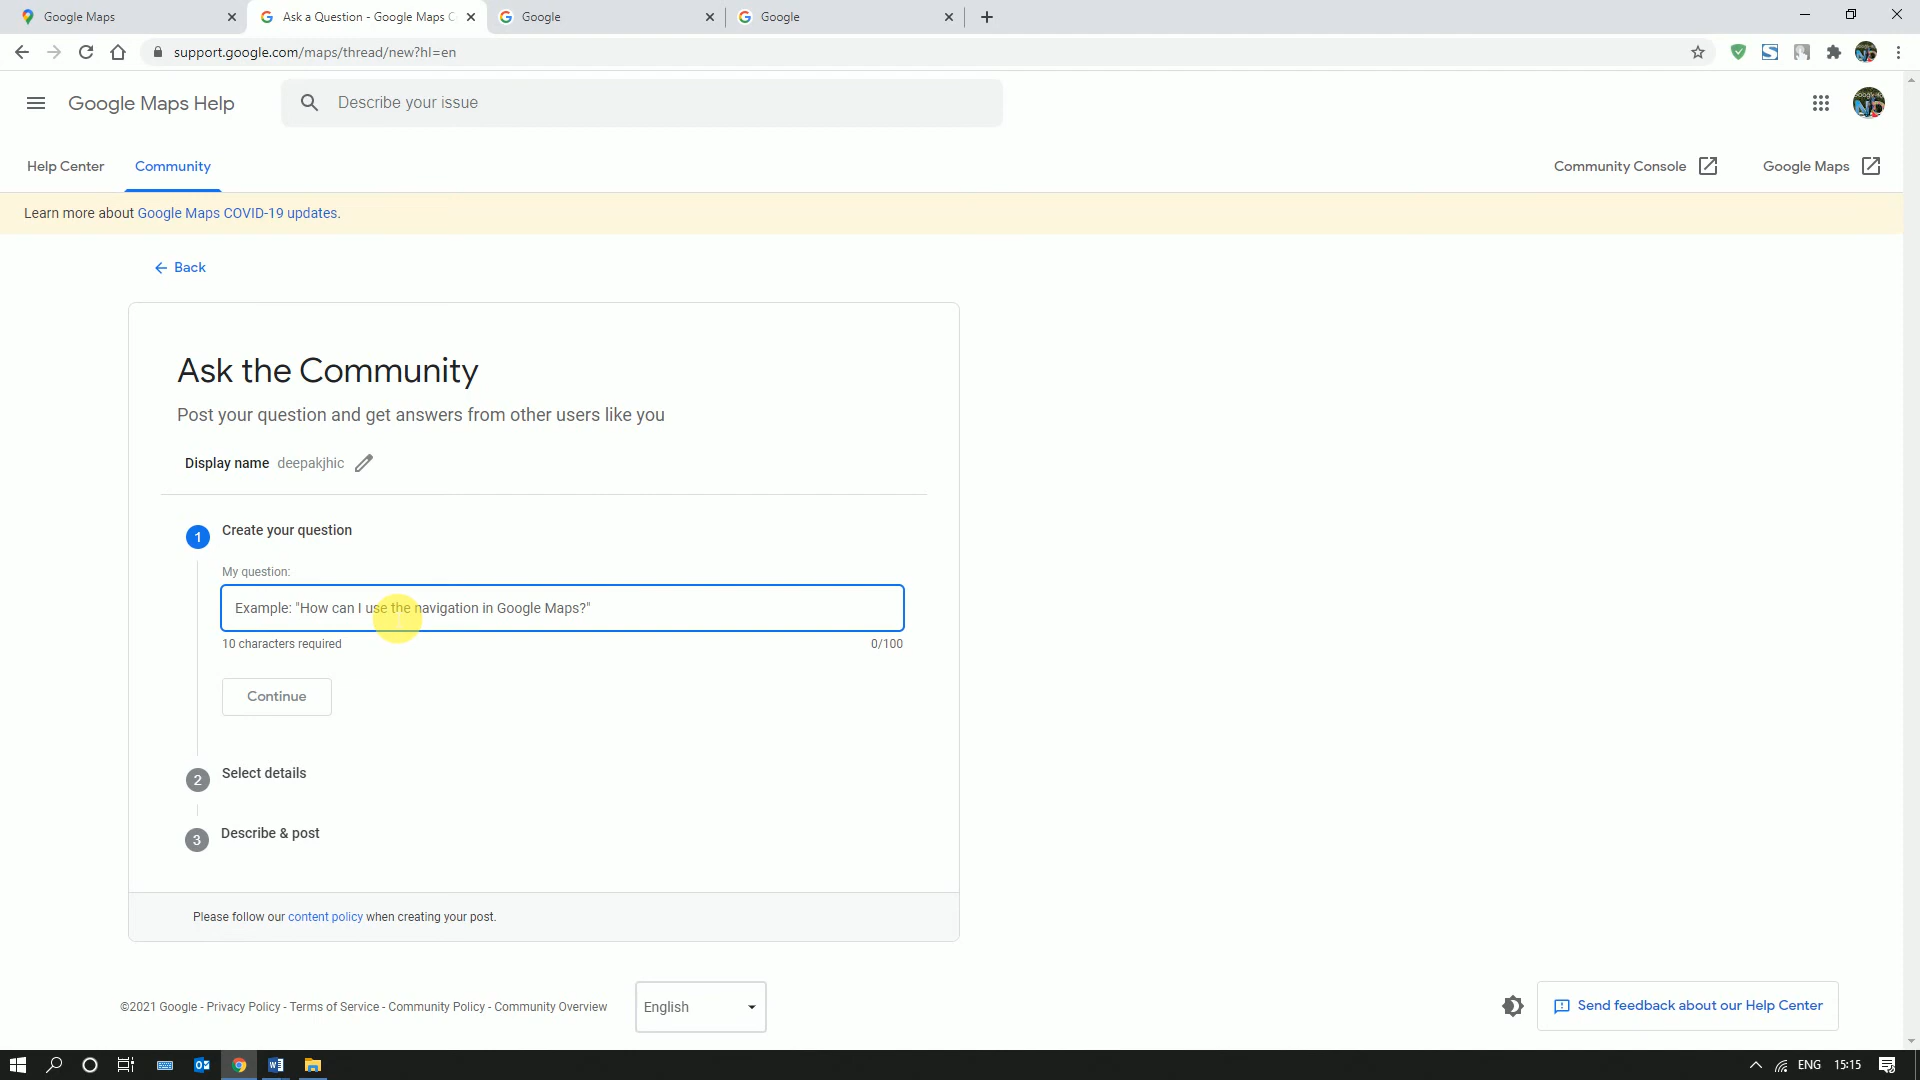 Google Maps
Ask a Question - Google Maps C
Google
Google
support.google.com/maps/thread/new?hl=en
Google Maps Help
Describe your issue
Help Center
Community
Community Console
Google Maps
Learn more about Google Maps COVID-19 updates.
Back
Ask the Community
Post your question and get answers from other users like you
Display name deepakjhic
1 Create your question
My question:
Example: "How can I use the navigation in Google Maps?"
10 characters required
0/100
Continue
2 Select details
3 Describe & post
Please follow our content policy when creating your post.
©2021 Google - Privacy Policy - Terms of Service - Community Policy - Community Overview
English
Send feedback about our Help Center
ENG
15:15